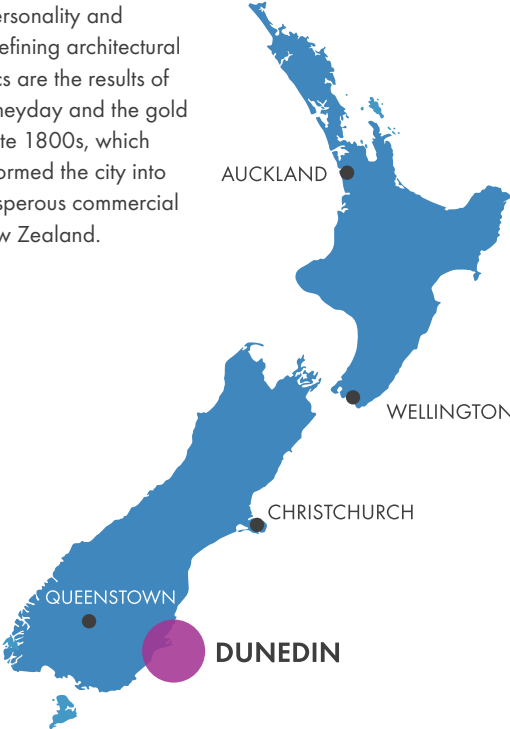 ersonality and
efining architectural
cs are the results of
heyday and the gold
te 1800s, which
ormed the city into
sperous commercial
w Zealand.
AUCKLAND
WELLINGTON
CHRISTCHURCH
QUEENSTOWN
DUNEDIN